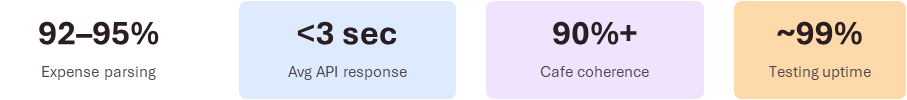 92–95%
Expense parsing
<3 sec
Avg API response
90%+
Cafe coherence
~99%
Testing uptime